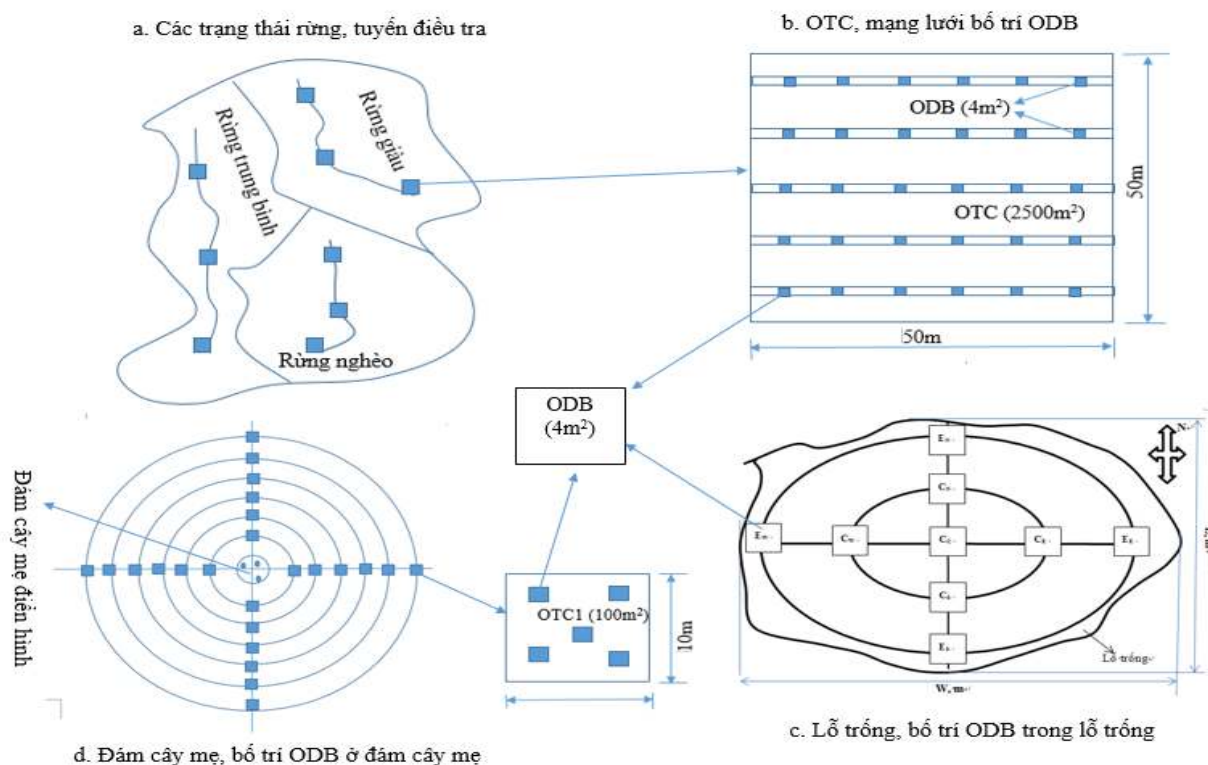 a. Các trạng thái rừng, tuyến điều tra
b. OTC, mạng lưới bố trí ODB
Rừng trung bình
Rừng giàu
Rừng nghèo
ODB (4m²)
OTC (2500m²)
50m
50m
ODB
(4m²)
Đám cây mẹ điển hình
OTC1 (100m²)
10m
Lỗ trống
c. Lỗ trống, bố trí ODB trong lỗ trống
d. Đám cây mẹ, bố trí ODB ở đám cây mẹ